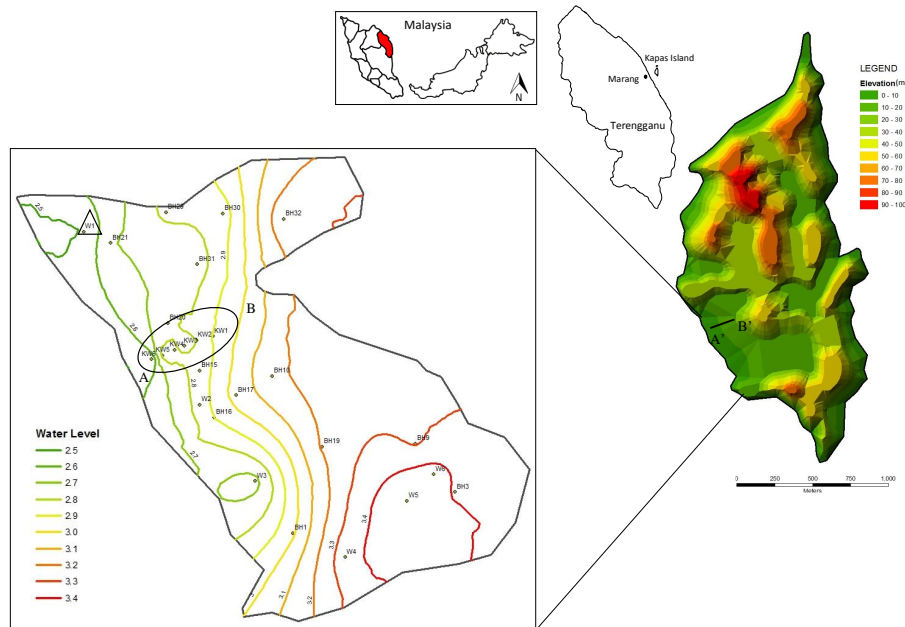 Malaysia
N
Kapas Island
Marang
Terengganu
LEGEND
Elevation(m
0 - 10
10 - 20
20 - 30
30 - 40
40 - 50
50 - 60
60 - 70
70 - 80
80 - 90
90 - 100
B'
A'
0 250 500 1,000
Meters
2.5
W1
BH21
BH30
BH32
2.9
BH31
2.6
BH20
B
KW1
KW2
KW3
KW4
KW5
KW6
A
BH15
2.8
BH10
BH17
W2
BH16
2.7
BH19
BH9
W3
W6
BH3
W5
3.4
BH1
3.3
W4
3
3.1
3.2
Water Level
2.5
2.6
2.7
2.8
2.9
3.0
3.1
3.2
3.3
3.4